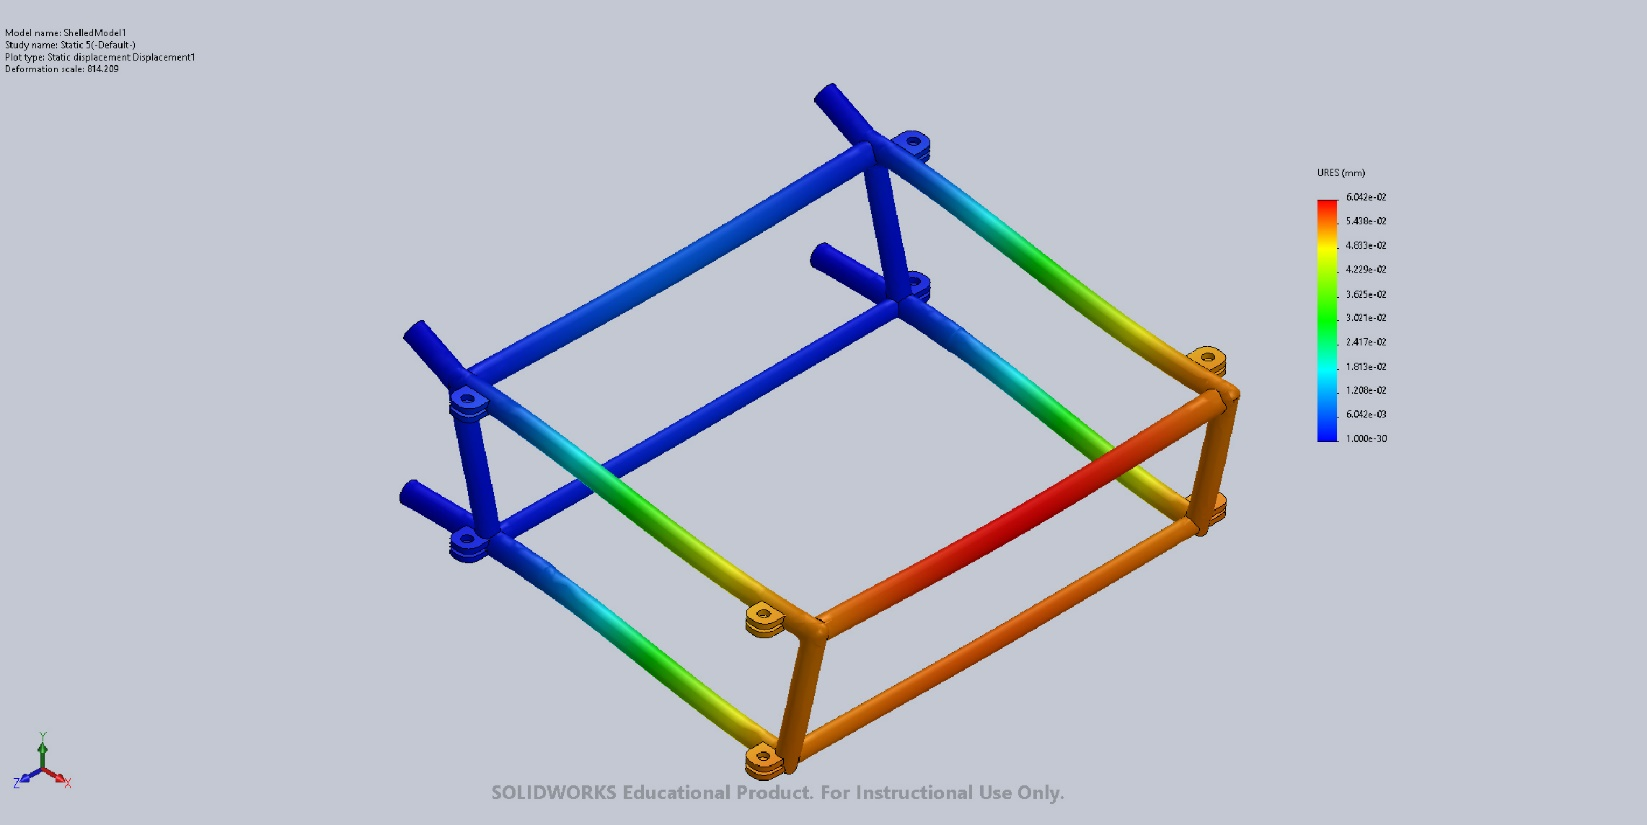 Model name: ShelledModel1
Study name: Static 5(-Default-)
Plot type: Static displacement Displacement1
Deformation scale: 814.209
URES (mm)
6.042e-02
5.438e-02
4.833e-02
4.229e-02
3.625e-02
3.021e-02
2.417e-02
1.813e-02
1.208e-02
6.042e-03
1.000e-30
Y
Z
X
SOLIDWORKS Educational Product. For Instructional Use Only.